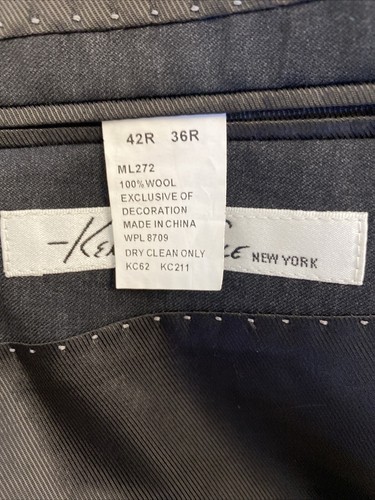 42R 36R
ML272
100% WOOL
EXCLUSIVE OF
DECORATION
MADE IN CHINA
WPL 8709
DRY CLEAN ONLY
KC62 KC211
NEW YORK